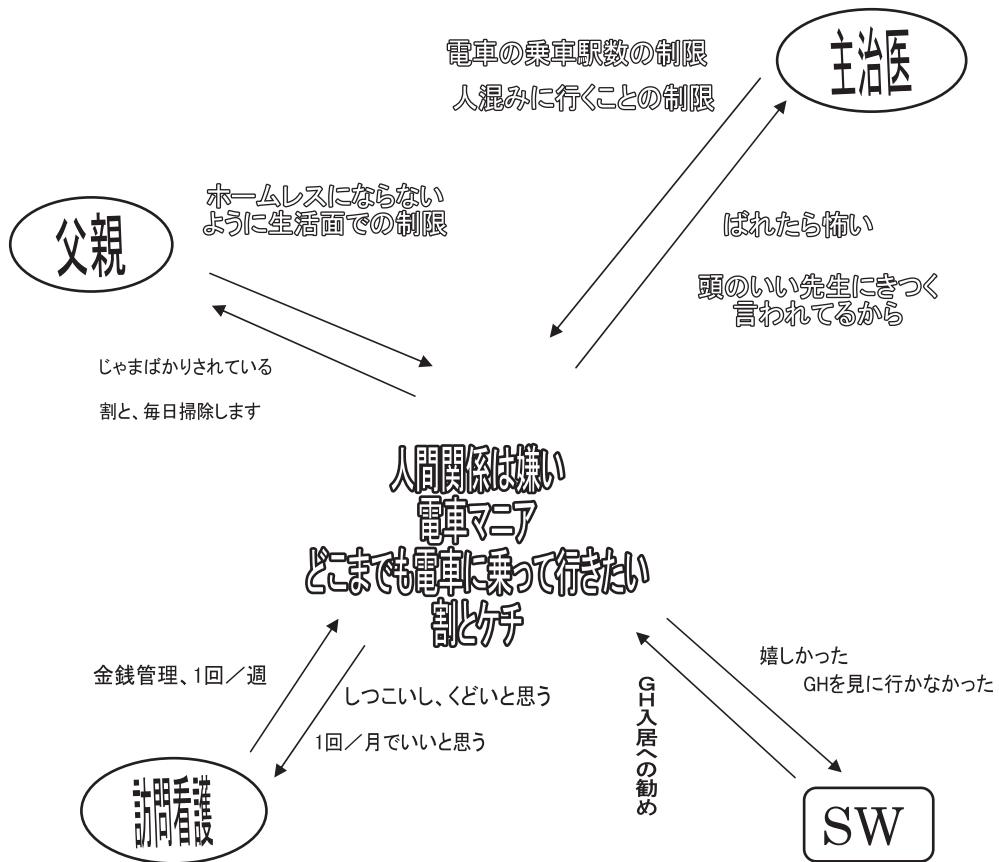 電車の乗車駅数の制限
人混みに行くことの制限
主治医
父親
ホームレスにならない
ように生活面での制限
ばれたら怖い
頭のいい先生にきつく
言われてるから
じゃまばかりされている
割と、毎日掃除します
人間関係は嫌い
電車マニア
どこまでも電車に乗って行きたい
割とケチ
金銭管理、1回／週
しつこいし、くどいと思う
1回／月でいいと思う
訪問看護
GH入居への勧め
嬉しかった
GHを見に行かなかった
SW